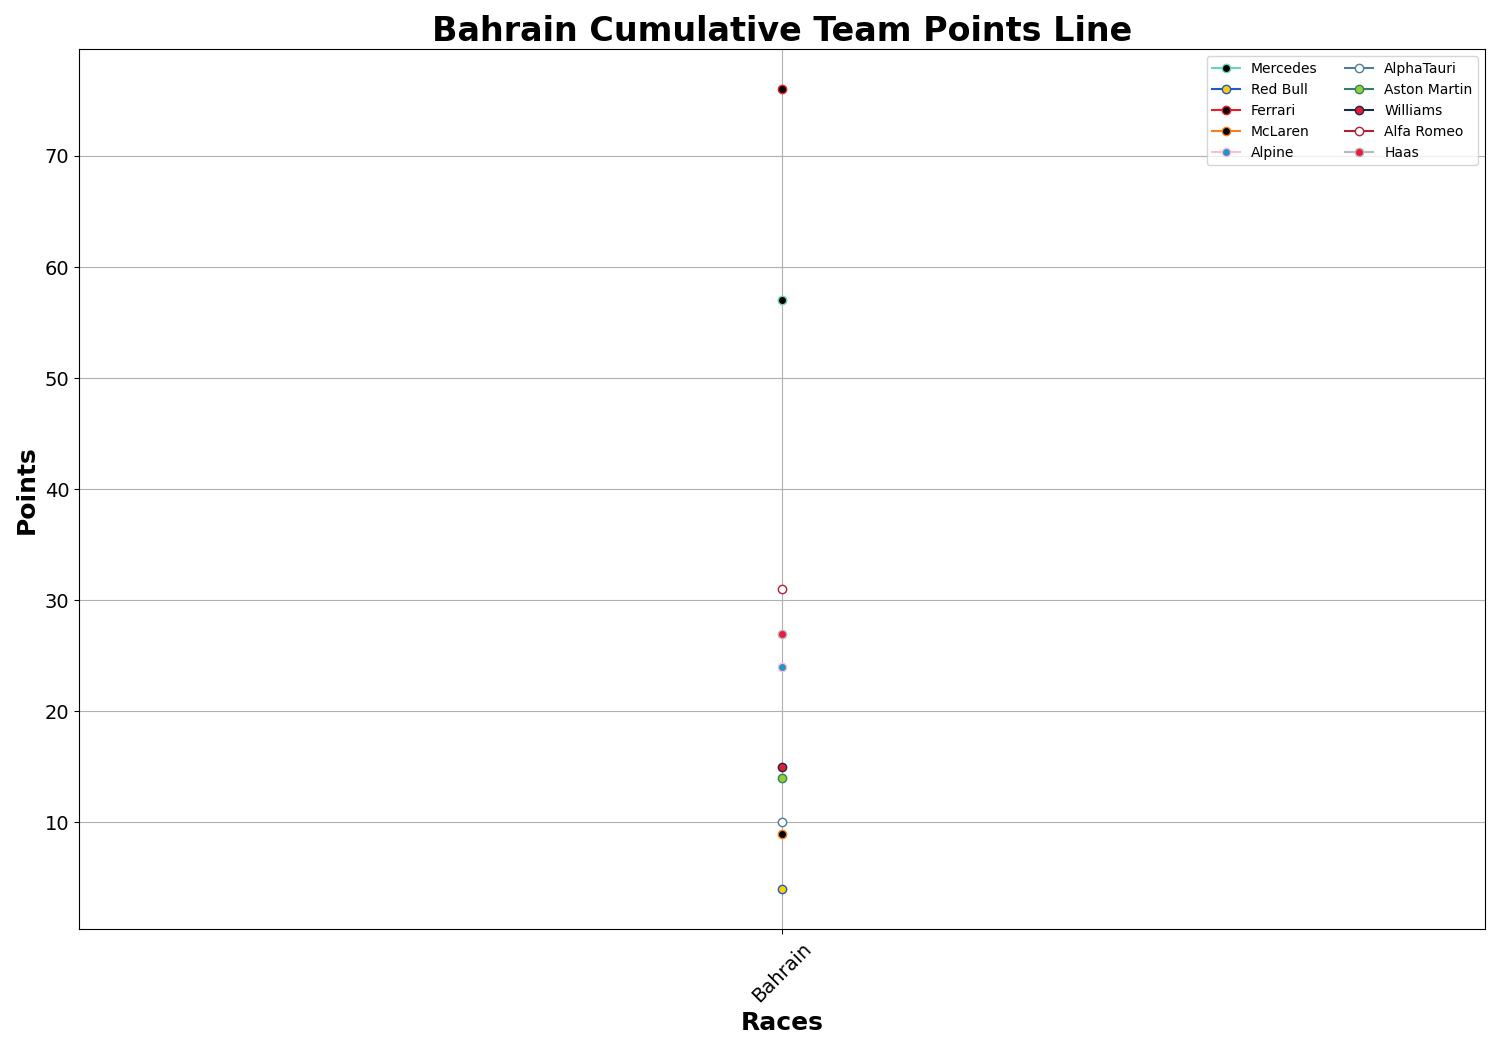 Bahrain Cumulative Team Points Line
Mercedes
Red Bull
Ferrari
McLaren
Alpine
AlphaTauri
Aston Martin
Williams
Alfa Romeo
Haas
70
60
50
40
30
20
10
Points
Bahrain
Races